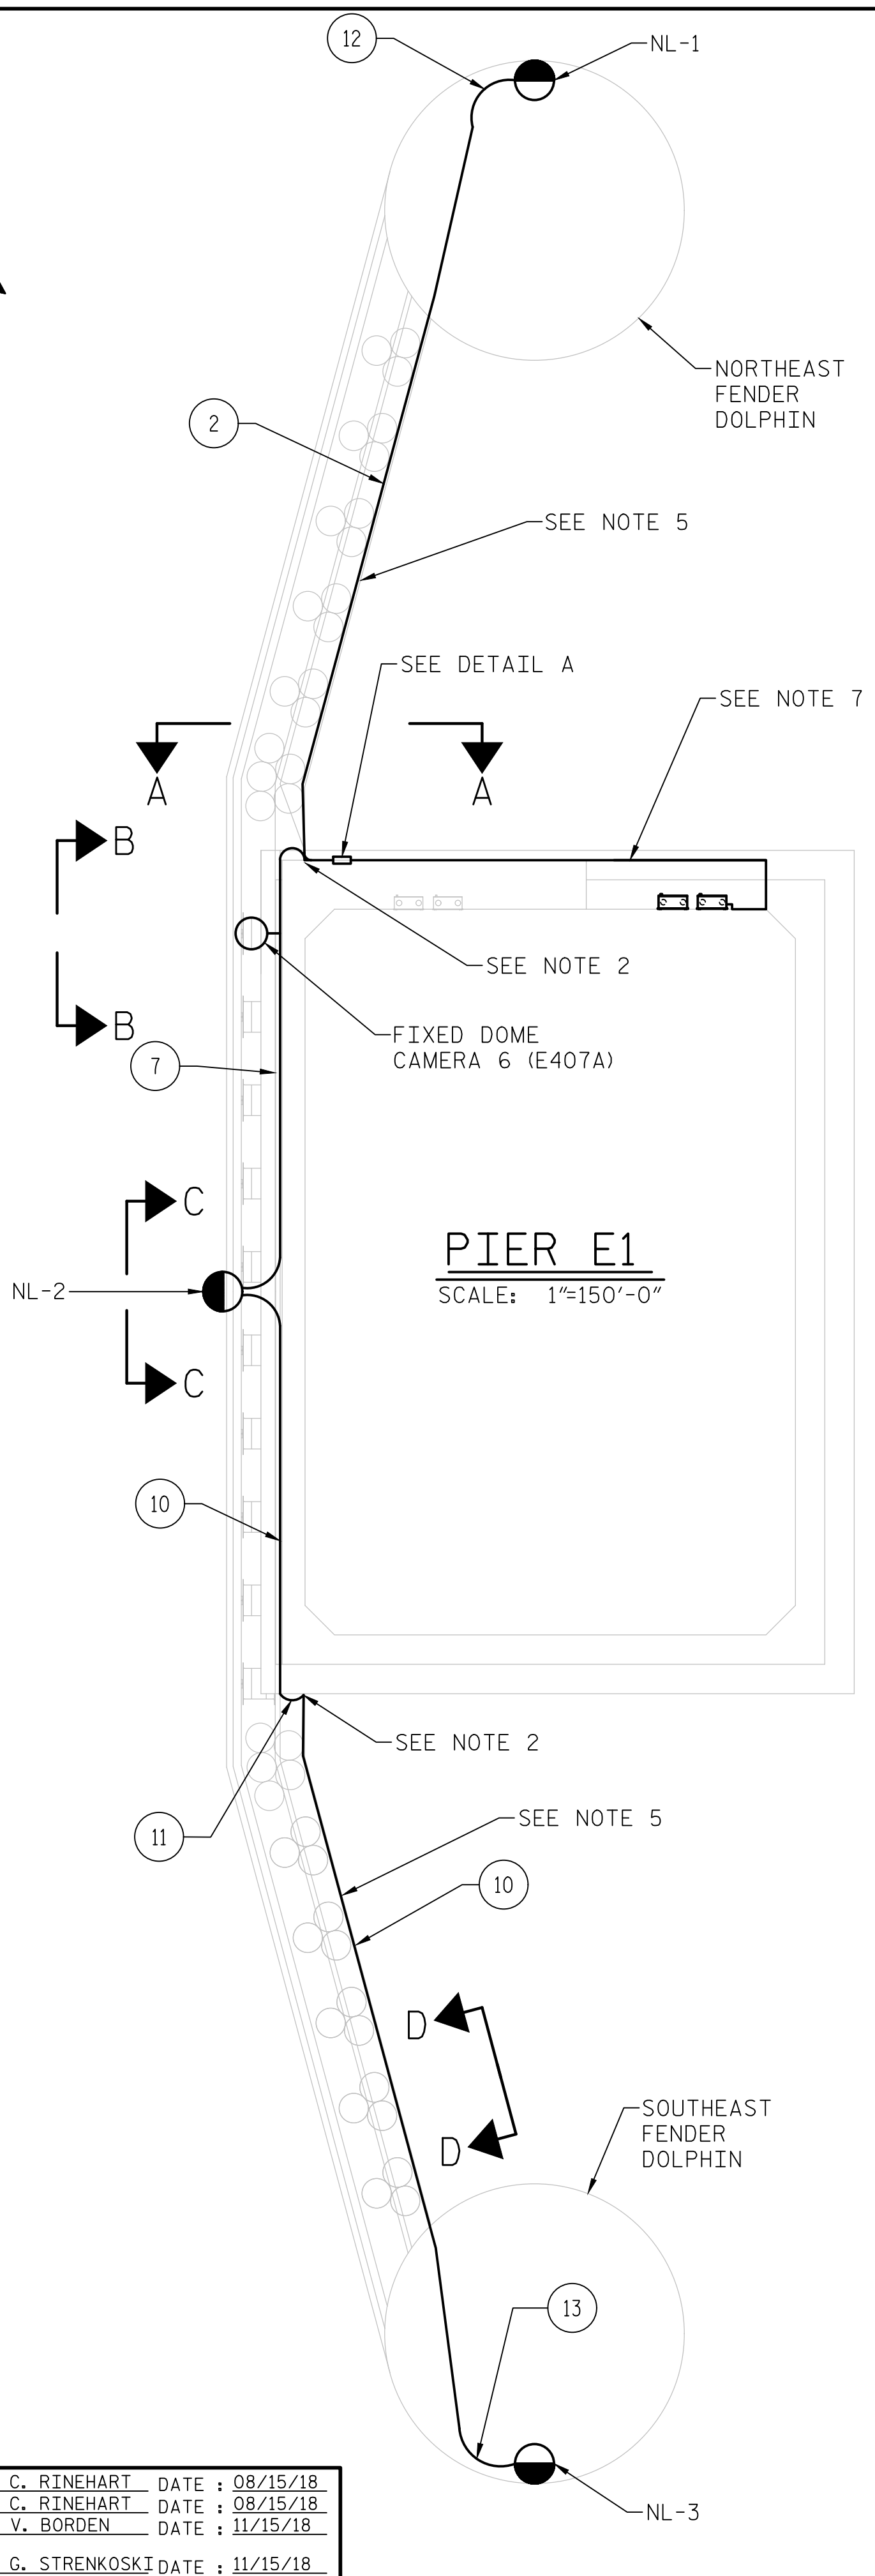 12
NL-1
NORTHEAST
FENDER
DOLPHIN
2
SEE NOTE 5
SEE DETAIL A
SEE NOTE 7
A
A
B
SEE NOTE 2
B
FIXED DOME
CAMERA 6 (E407A)
7
C
PIER E1
SCALE: 1"=150'-0"
NL-2
C
10
SEE NOTE 2
SEE NOTE 5
11
10
D
SOUTHEAST
FENDER
DOLPHIN
D
13
C. RINEHART DATE : 08/15/18
C. RINEHART DATE : 08/15/18
V. BORDEN DATE : 11/15/18
NL-3
G. STRENKOSKI DATE : 11/15/18